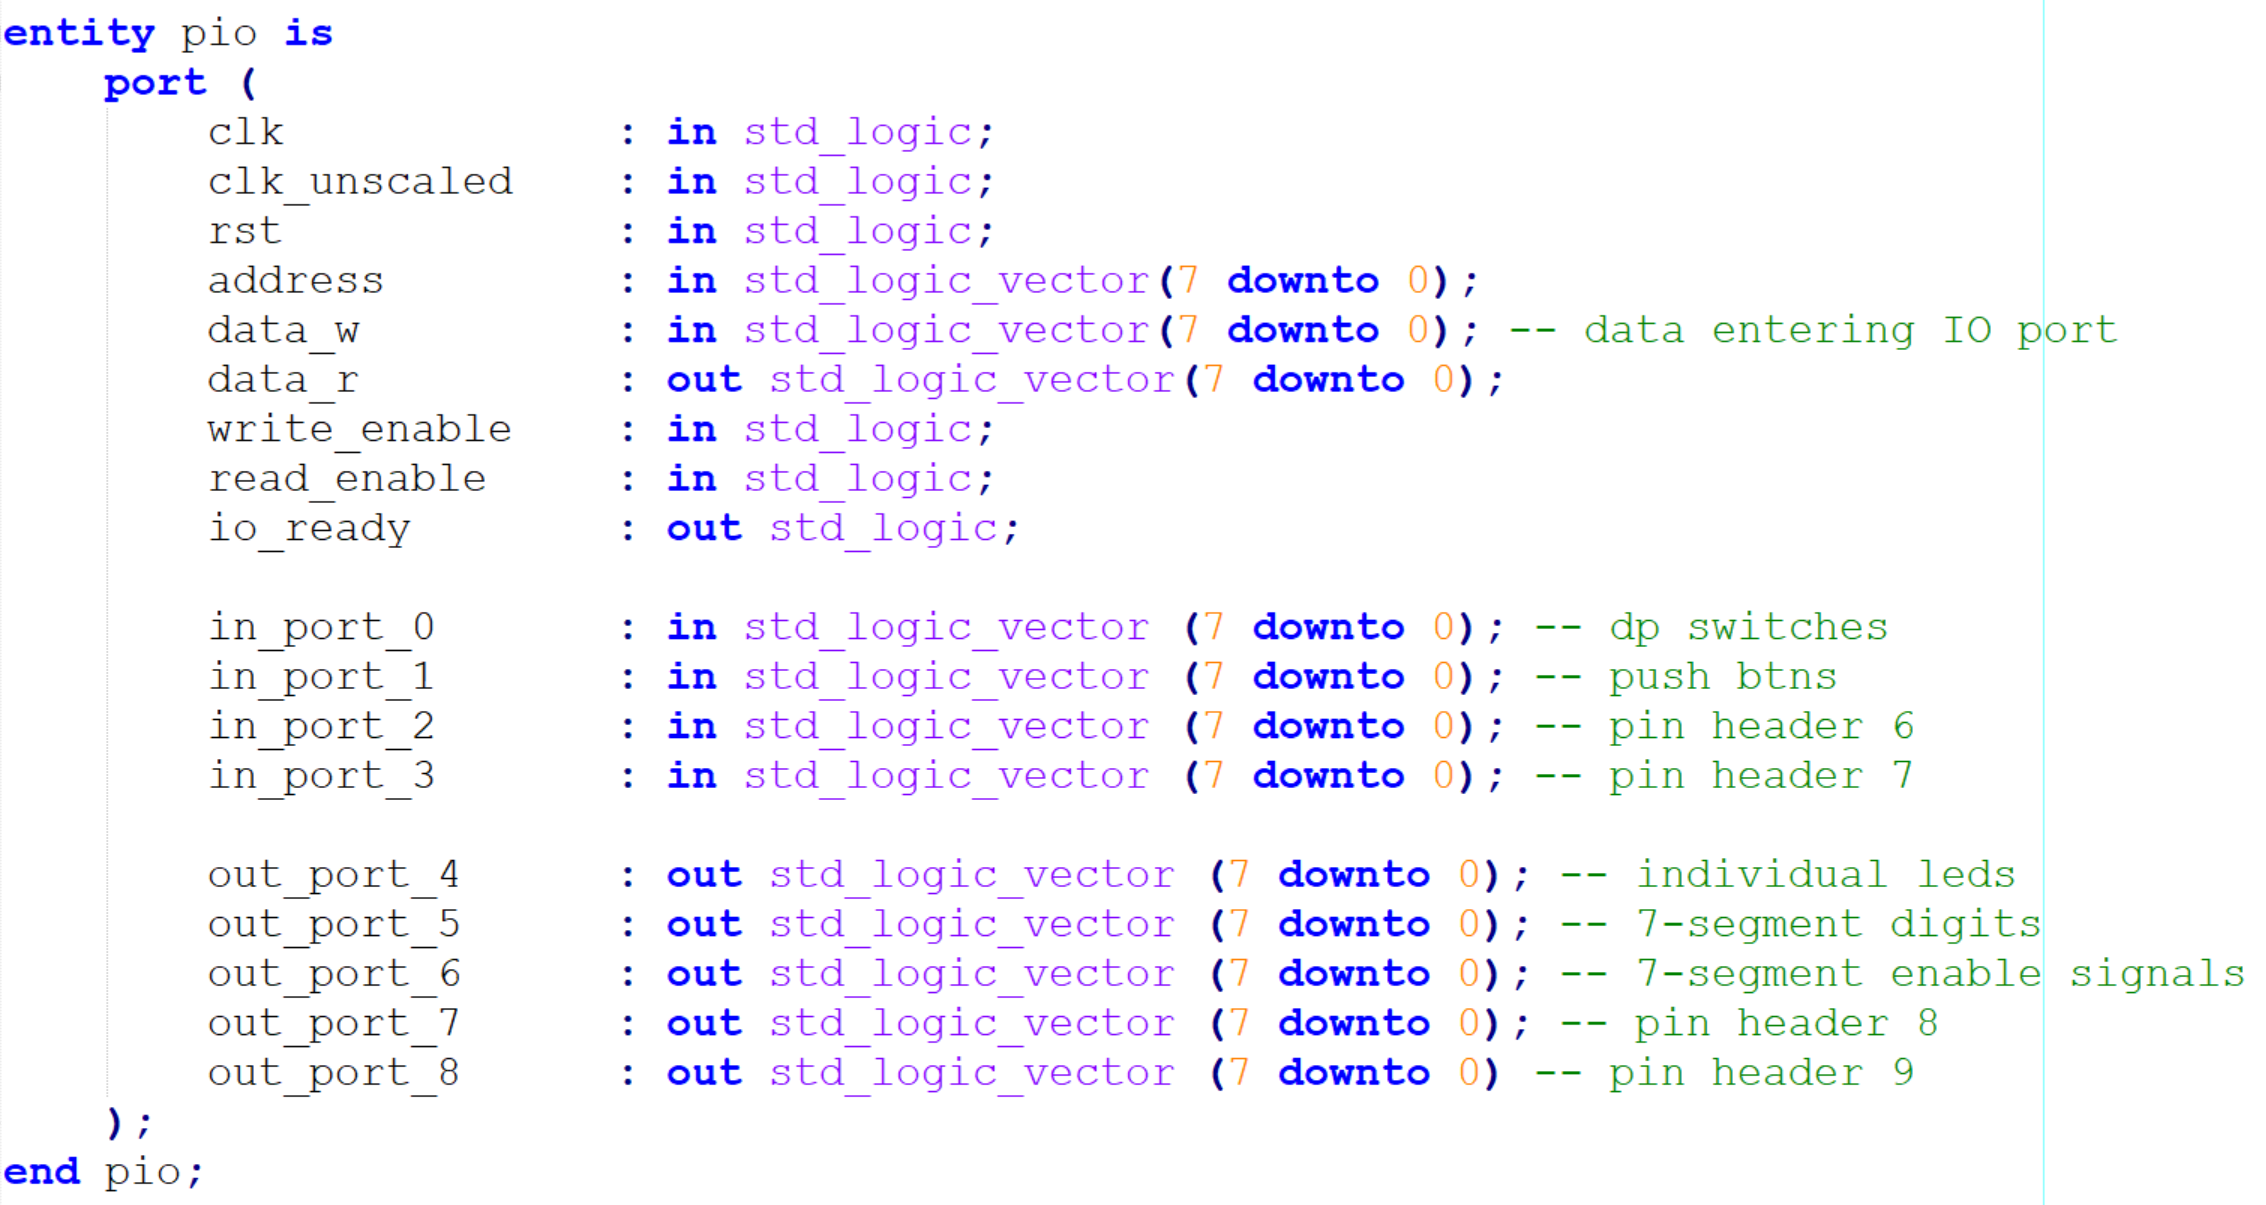 entity pio is
    port (
        clk             : in std_logic;
        clk_unscaled    : in std_logic;
        rst             : in std_logic;
        address         : in std_logic_vector(7 downto 0);
        data_w          : in std_logic_vector(7 downto 0); -- data entering IO port
        data_r          : out std_logic_vector(7 downto 0);
        write_enable    : in std_logic;
        read_enable     : in std_logic;
        io_ready        : out std_logic;

        in_port_0       : in std_logic_vector (7 downto 0); -- dp switches
        in_port_1       : in std_logic_vector (7 downto 0); -- push btns
        in_port_2       : in std_logic_vector (7 downto 0); -- pin header 6
        in_port_3       : in std_logic_vector (7 downto 0); -- pin header 7

        out_port_4      : out std_logic_vector (7 downto 0); -- individual leds
        out_port_5      : out std_logic_vector (7 downto 0); -- 7-segment digits
        out_port_6      : out std_logic_vector (7 downto 0); -- 7-segment enable signals
        out_port_7      : out std_logic_vector (7 downto 0); -- pin header 8
        out_port_8      : out std_logic_vector (7 downto 0) -- pin header 9
    );
end pio;